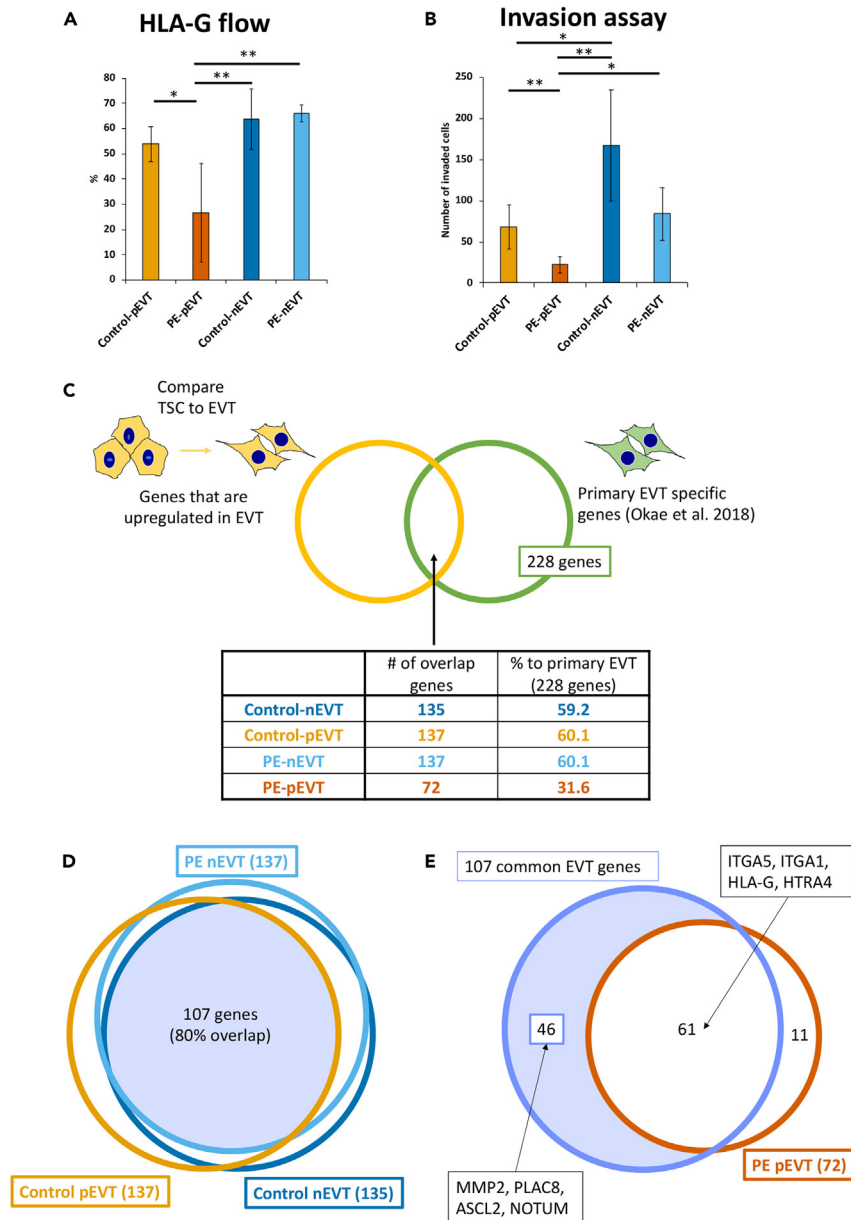 A
HLA-G flow
**
**
*
80
70
60
50
40
30
20
10
0
%
Control-pEVT
PE-pEVT
Control-nEVT
PE-nEVT
B
Invasion assay
*
**
**
*
250
200
150
100
50
0
Number of invaded cells
Control-pEVT
PE-pEVT
Control-nEVT
PE-nEVT
C
Compare
TSC to EVT
Genes that are
upregulated in EVT
Primary EVT specific
genes (Okae et al. 2018)
228 genes
# of overlap
genes
% to primary EVT
(228 genes)
Control-nEVT 135 59.2
Control-pEVT 137 60.1
PE-nEVT 137 60.1
PE-pEVT 72 31.6
D
PE nEVT (137)
107 genes
(80% overlap)
Control pEVT (137)
Control nEVT (135)
E
107 common EVT genes
ITGA5, ITGA1,
HLA-G, HTRA4
46
61
11
MMP2, PLAC8,
ASCL2, NOTUM
PE pEVT (72)